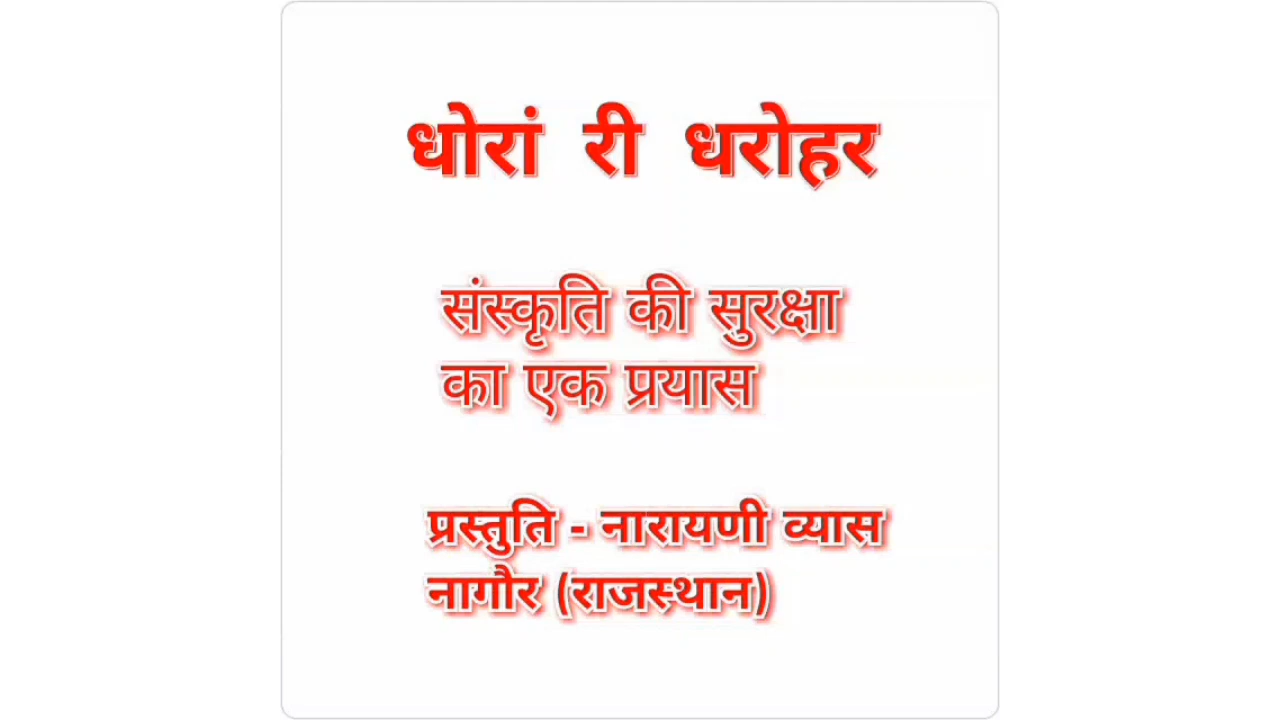 धोरां री धरोहर
संस्कृति की सुरक्षा
का एक प्रयास
प्रस्तुति - नारायणी व्यास
नागौर (राजस्थान)